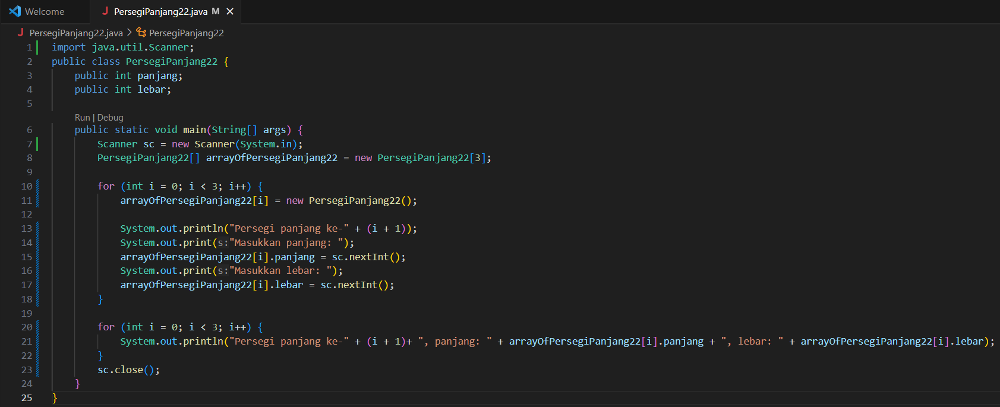 Welcome
J PersegiPanjang22.java M ×
J PersegiPanjang22.java > PersegiPanjang22
1 import java.util.Scanner;
2 public class PersegiPanjang22 {
3     public int panjang;
4     public int lebar;
5
Run | Debug
6     public static void main(String[] args) {
7         Scanner sc = new Scanner(System.in);
8         PersegiPanjang22[] arrayOfPersegiPanjang22 = new PersegiPanjang22[3];
9
10         for (int i = 0; i < 3; i++) {
11             arrayOfPersegiPanjang22[i] = new PersegiPanjang22();
12
13             System.out.println("Persegi panjang ke-" + (i + 1));
14             System.out.print(s:"Masukkan panjang: ");
15             arrayOfPersegiPanjang22[i].panjang = sc.nextInt();
16             System.out.print(s:"Masukkan lebar: ");
17             arrayOfPersegiPanjang22[i].lebar = sc.nextInt();
18         }
19
20         for (int i = 0; i < 3; i++) {
21             System.out.println("Persegi panjang ke-" + (i + 1)+ ", panjang: " + arrayOfPersegiPanjang22[i].panjang + ", lebar: " + arrayOfPersegiPanjang22[i].lebar);
22         }
23         sc.close();
24     }
25 }